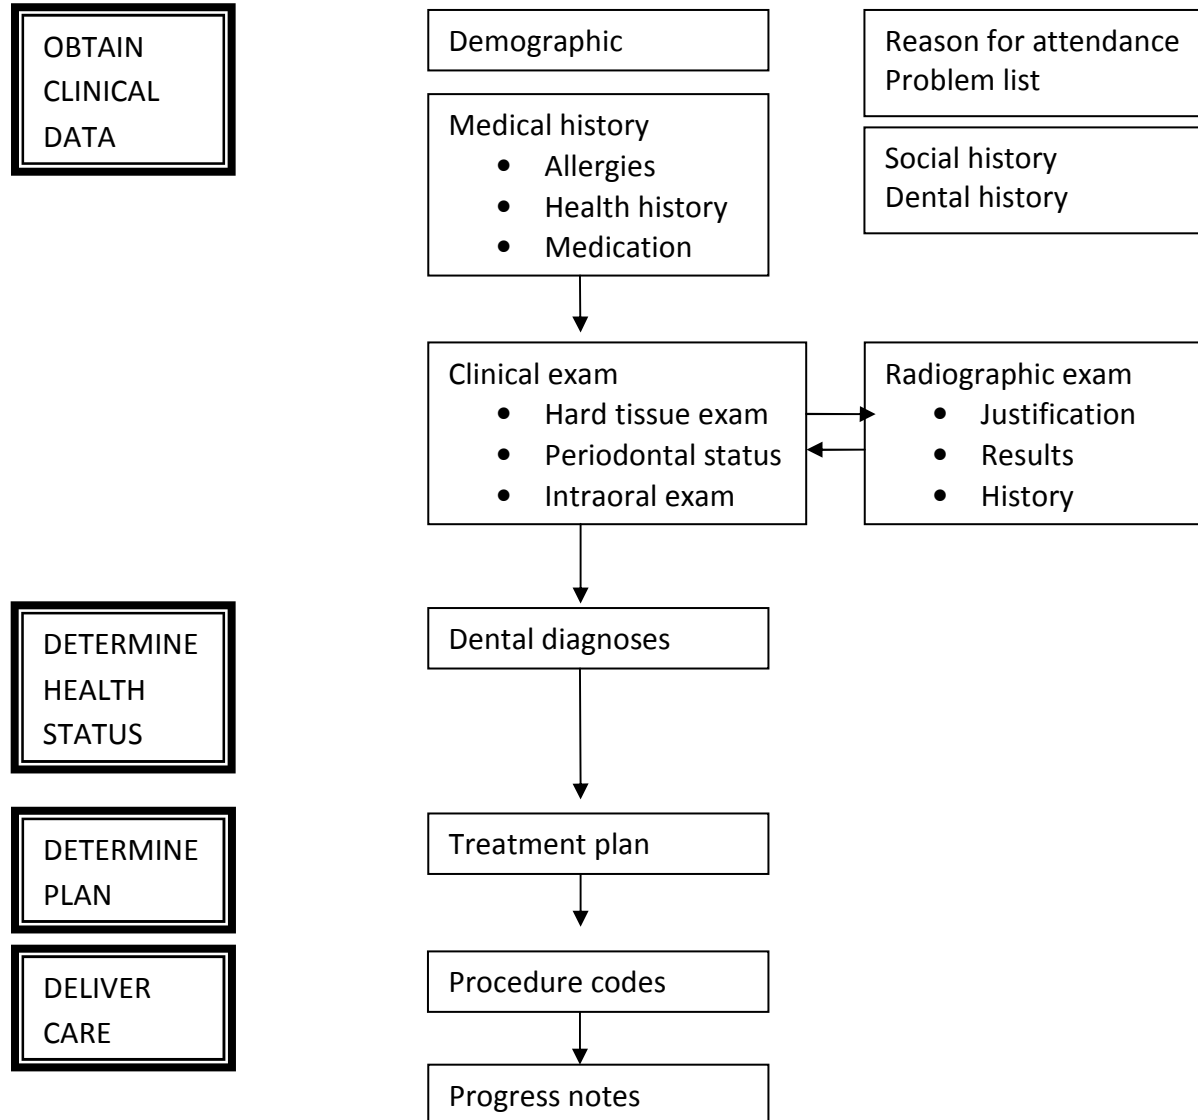 OBTAIN
CLINICAL
DATA
Demographic
Reason for attendance
Problem list
Medical history
• Allergies
• Health history
• Medication
Social history
Dental history
Clinical exam
• Hard tissue exam
• Periodontal status
• Intraoral exam
Radiographic exam
• Justification
• Results
• History
DETERMINE
HEALTH
STATUS
Dental diagnoses
DETERMINE
PLAN
Treatment plan
DELIVER
CARE
Procedure codes
Progress notes